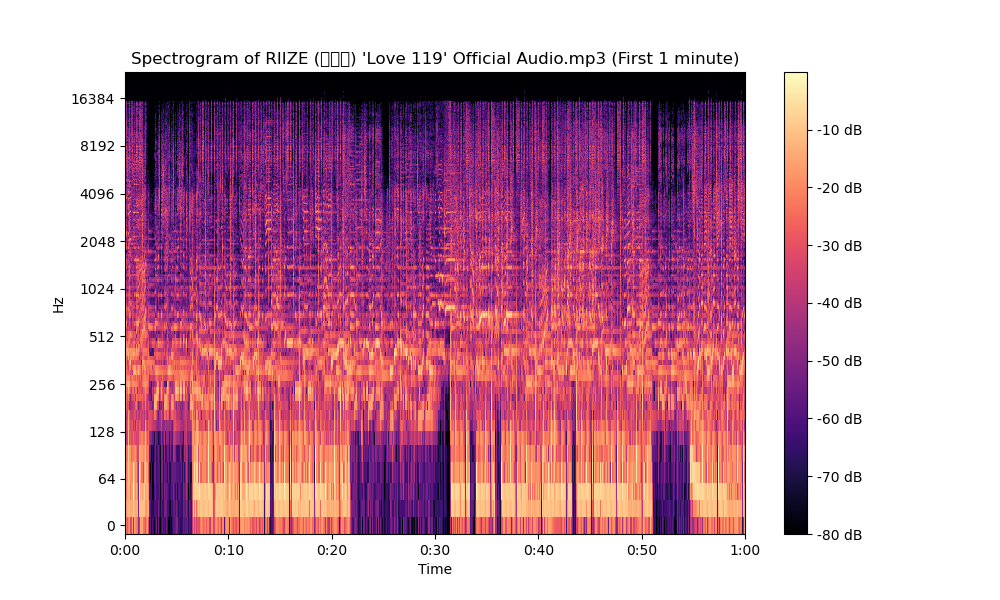 Spectrogram of RIIZE (□□□) 'Love 119' Official Audio.mp3 (First 1 minute)
Hz
16384
8192
4096
2048
1024
512
256
128
64
0
0:00 0:10 0:20 0:30 0:40 0:50 1:00
Time
-10 dB
-20 dB
-30 dB
-40 dB
-50 dB
-60 dB
-70 dB
-80 dB